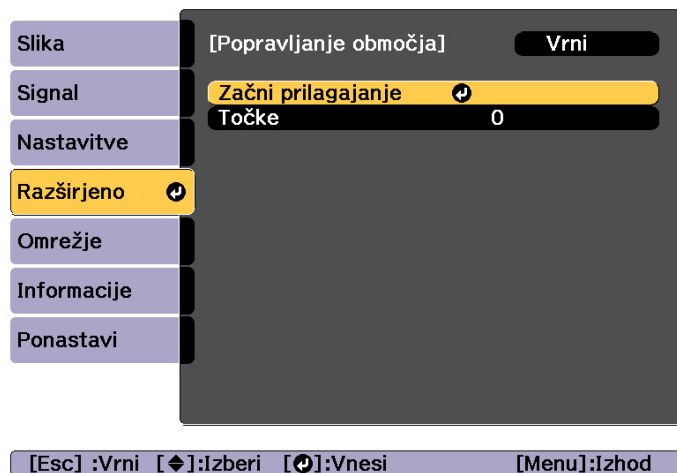 Slika
Signal
Nastavitve
Razširjeno
Omrežje
Informacije
Ponastavi
[Popravljanje območja] Vrni
Začni prilagajanje
Točke 0
[Esc] :Vrni [◆]:Izberi [↵]:Vnesi [Menu]:Izhod